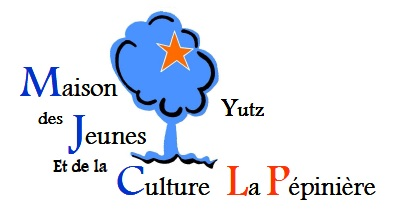 Maison
Yutz
des Jeunes
Et de la Culture La Pépinière